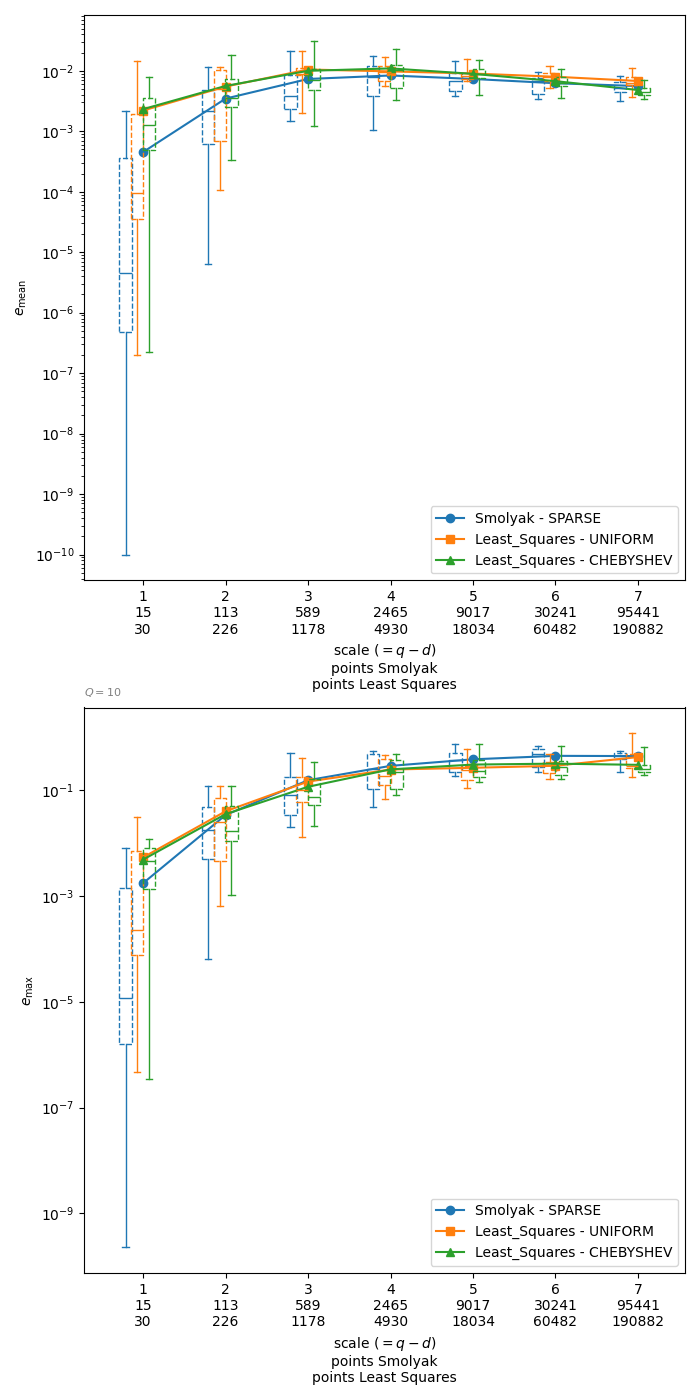 10⁻²
10⁻³
10⁻⁴
10⁻⁵
10⁻⁶
10⁻⁷
10⁻⁸
10⁻⁹
10⁻¹⁰
e_mean
Smolyak - SPARSE
Least_Squares - UNIFORM
Least_Squares - CHEBYSHEV
1 2 3 4 5 6 7
15 113 589 2465 9017 30241 95441
30 226 1178 4930 18034 60482 190882
scale (= q − d)
points Smolyak
points Least Squares
Q = 10
10⁻¹
10⁻³
10⁻⁵
10⁻⁷
10⁻⁹
e_max
Smolyak - SPARSE
Least_Squares - UNIFORM
Least_Squares - CHEBYSHEV
1 2 3 4 5 6 7
15 113 589 2465 9017 30241 95441
30 226 1178 4930 18034 60482 190882
scale (= q − d)
points Smolyak
points Least Squares